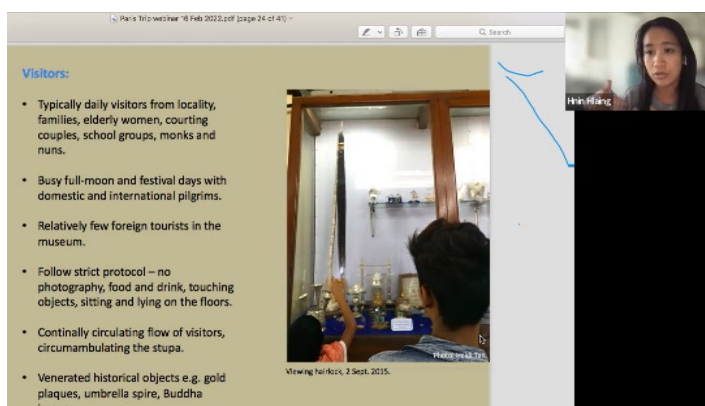 Paris Trip webinar 16 Feb 2022.pdf (page 24 of 41)
Search
Hnin Hlaing
Visitors:
• Typically daily visitors from locality,
families, elderly women, courting
couples, school groups, monks and
nuns.
• Busy full-moon and festival days with
domestic and international pilgrims.
• Relatively few foreign tourists in the
museum.
• Follow strict protocol – no
photography, food and drink, touching
objects, sitting and lying on the floors.
• Continally circulating flow of visitors,
circumambulating the stupa.
• Venerated historical objects e.g. gold
plaques, umbrella spire, Buddha
Photo: Heidi Tan
Viewing hairlock, 2 Sept. 2015.